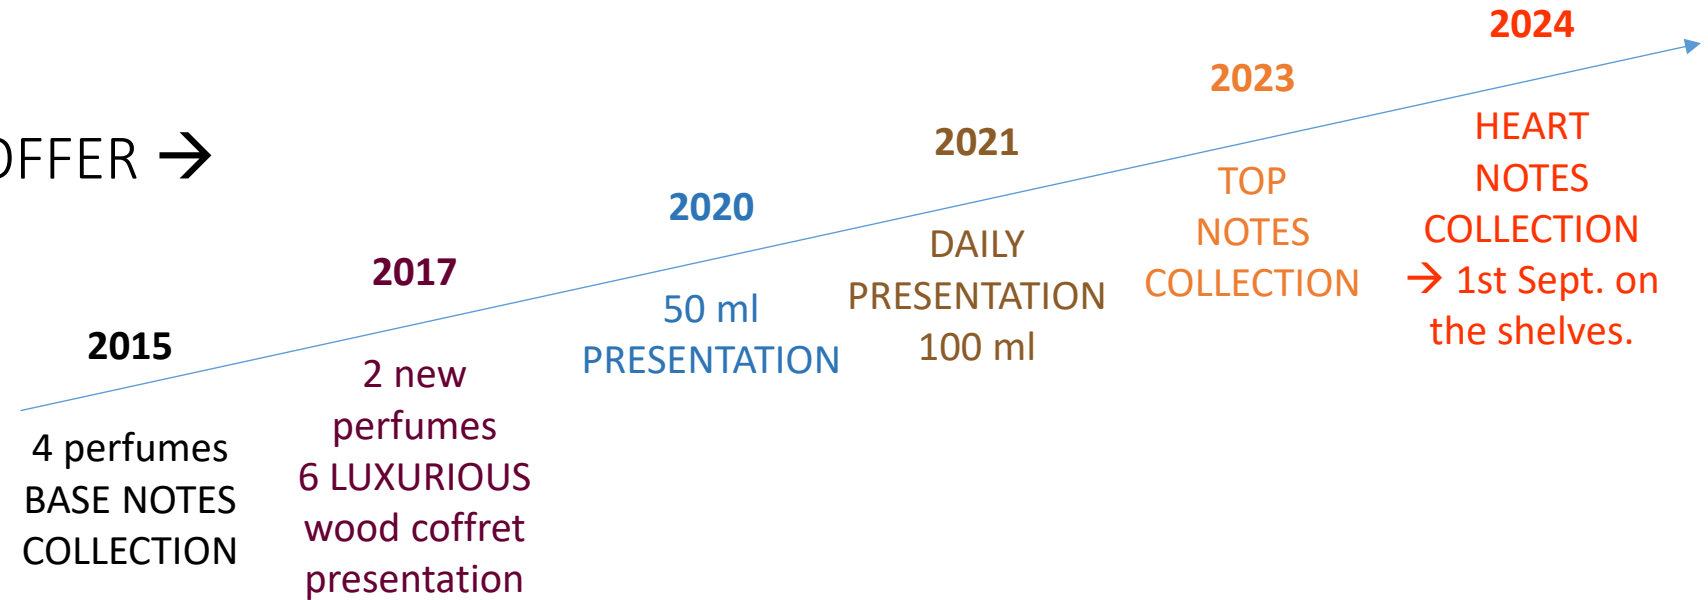 OFFER →
2015
4 perfumes
BASE NOTES
COLLECTION
2017
2 new
perfumes
6 LUXURIOUS
wood coffret
presentation
2020
50 ml
PRESENTATION
2021
DAILY
PRESENTATION
100 ml
2023
TOP
NOTES
COLLECTION
2024
HEART
NOTES
COLLECTION
→ 1st Sept. on
the shelves.